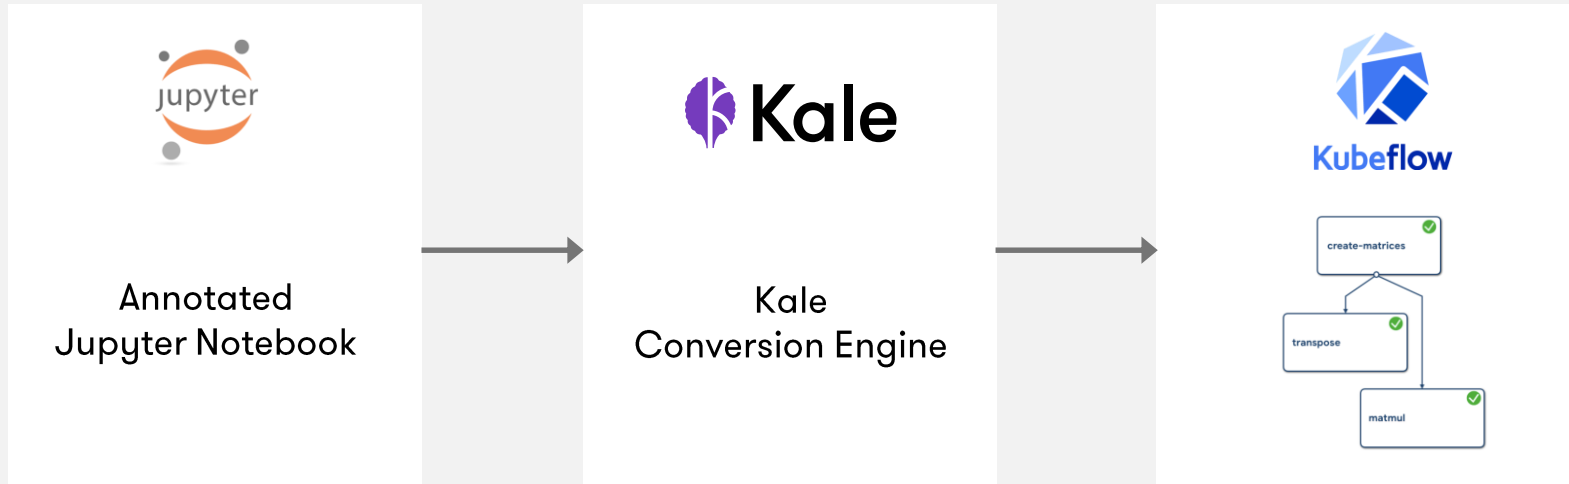 jupyter
Annotated
Jupyter Notebook
Kale
Kale
Conversion Engine
Kubeflow
create-matrices
transpose
matmul